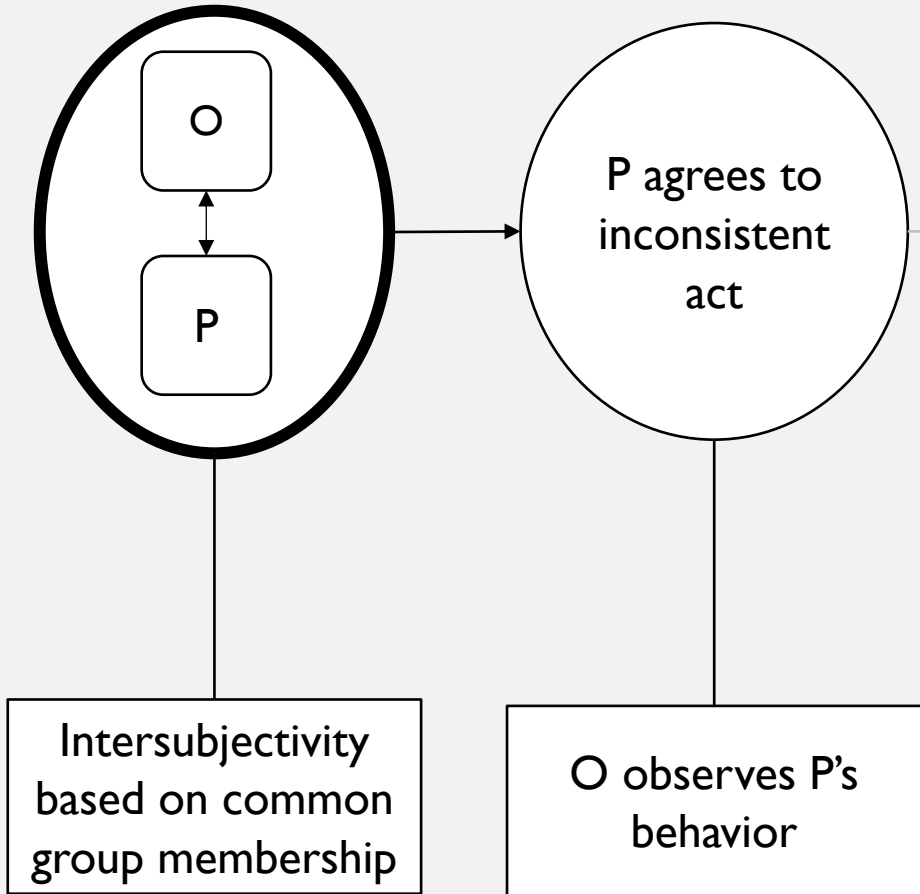 O
P
P agrees to
inconsistent
act
Intersubjectivity
based on common
group membership
O observes P’s
behavior